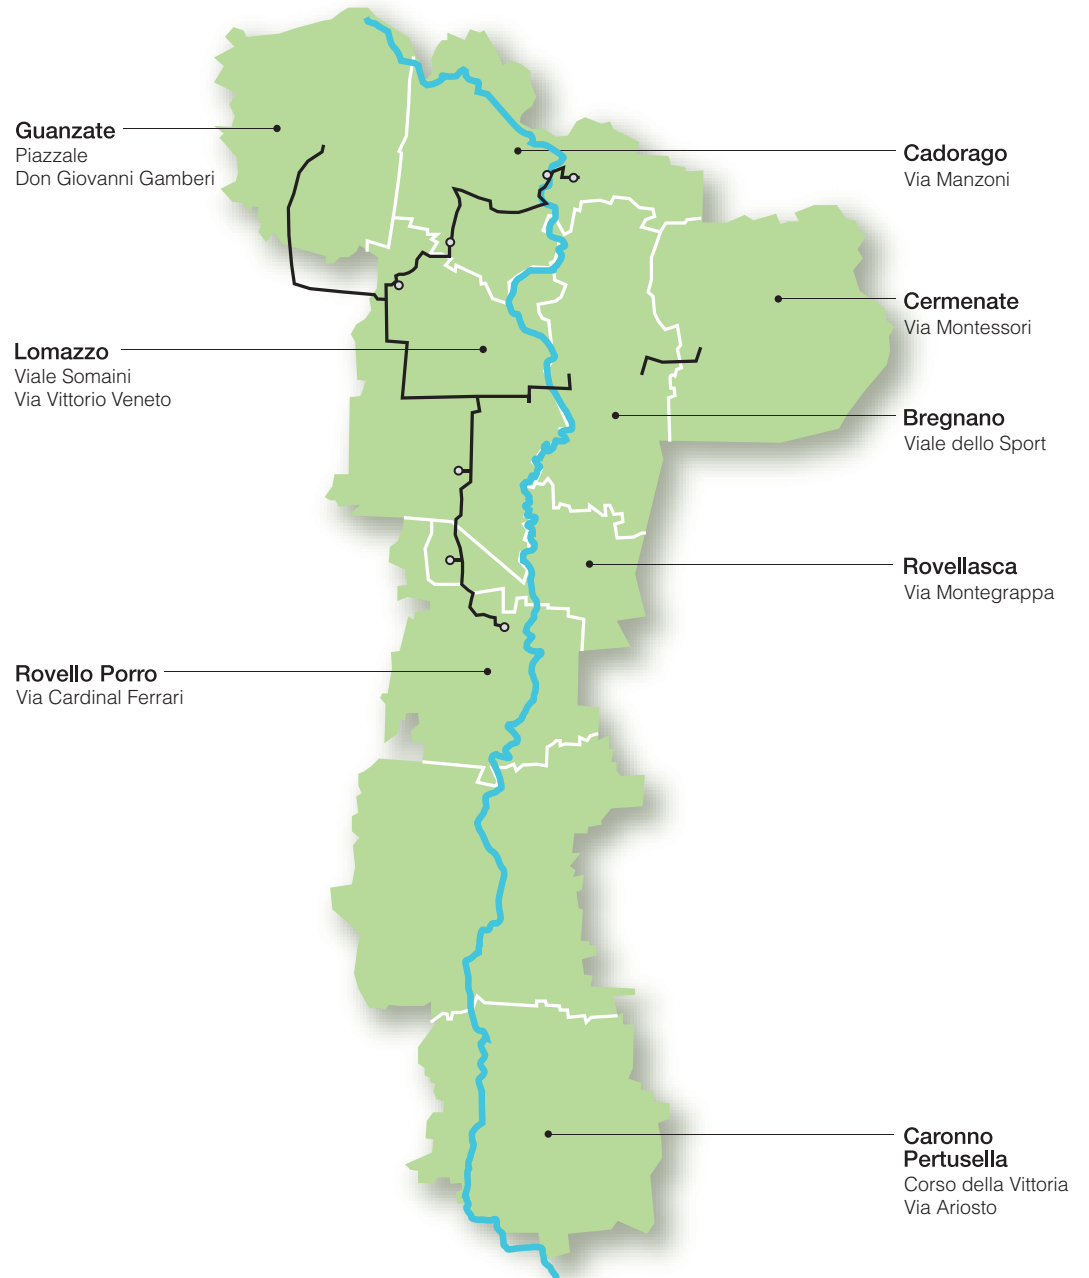 Guanzate
Piazzale
Don Giovanni Gamberi
Cadorago
Via Manzoni
Cermenate
Via Montessori
Lomazzo
Viale Somaini
Via Vittorio Veneto
Bregnano
Viale dello Sport
Rovellasca
Via Montegrappa
Rovello Porro
Via Cardinal Ferrari
Caronno
Pertusella
Corso della Vittoria
Via Ariosto